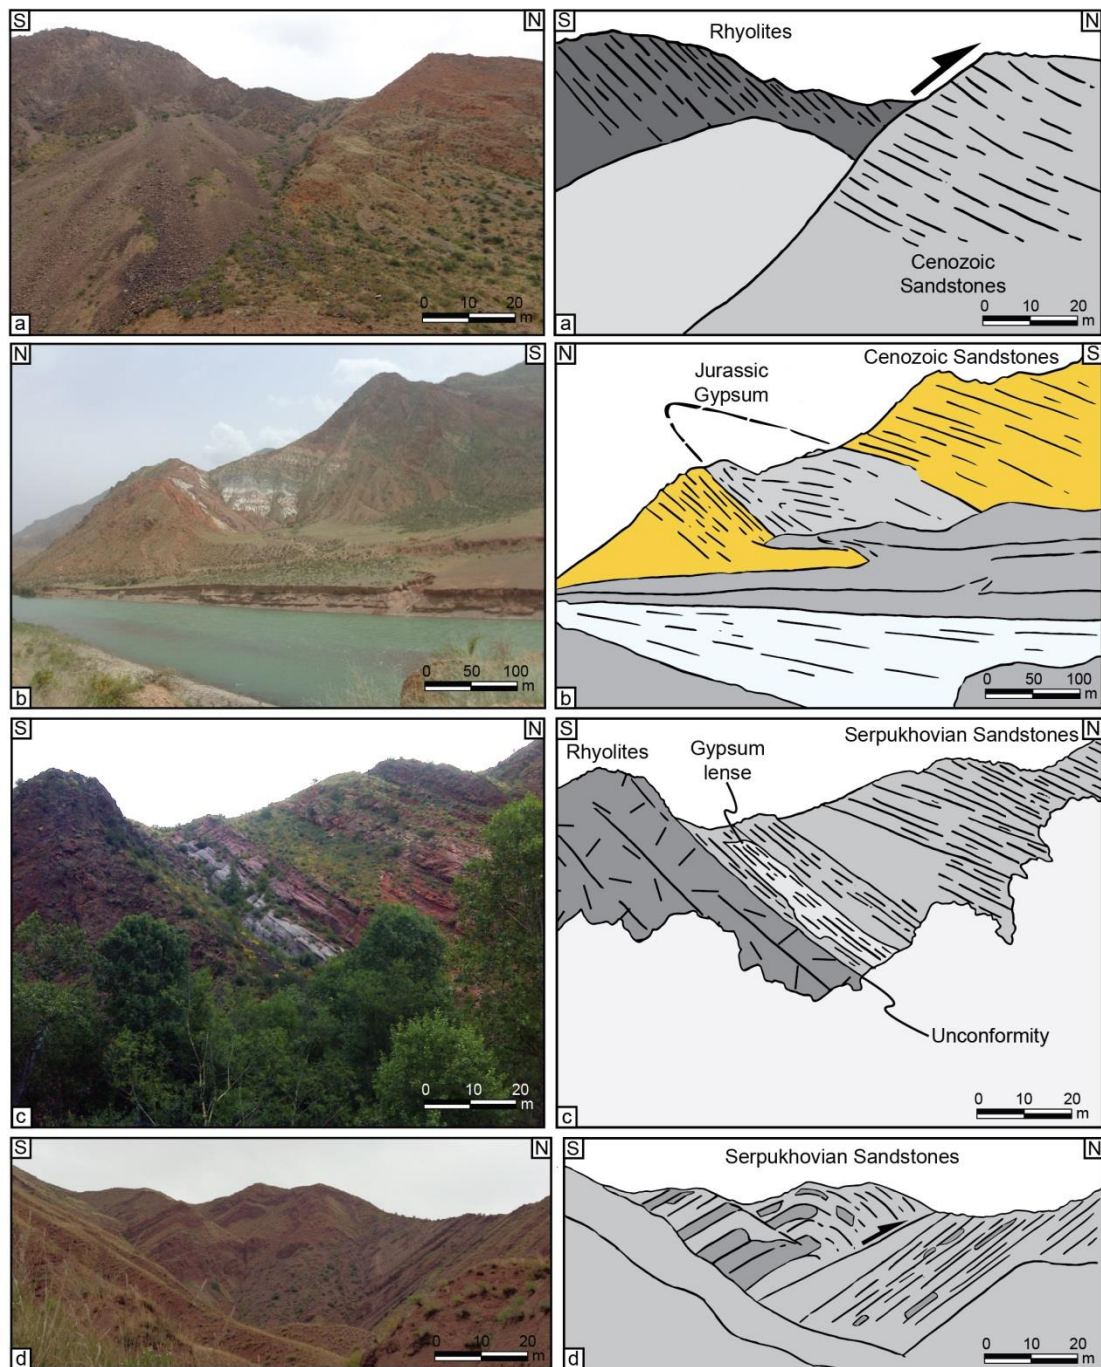 S N
0 10 20
m
a
S N
Rhyolites
Cenozoic
Sandstones
0 10 20
m
a
N S
0 50 100
m
b
N S
Cenozoic Sandstones
Jurassic
Gypsum
0 50 100
m
b
S N
0 10 20
m
c
S N
Serpukhovian Sandstones
Rhyolites
Gypsum
lense
Unconformity
0 10 20
m
c
S N
0 10 20
m
d
S N
Serpukhovian Sandstones
0 10 20
m
d